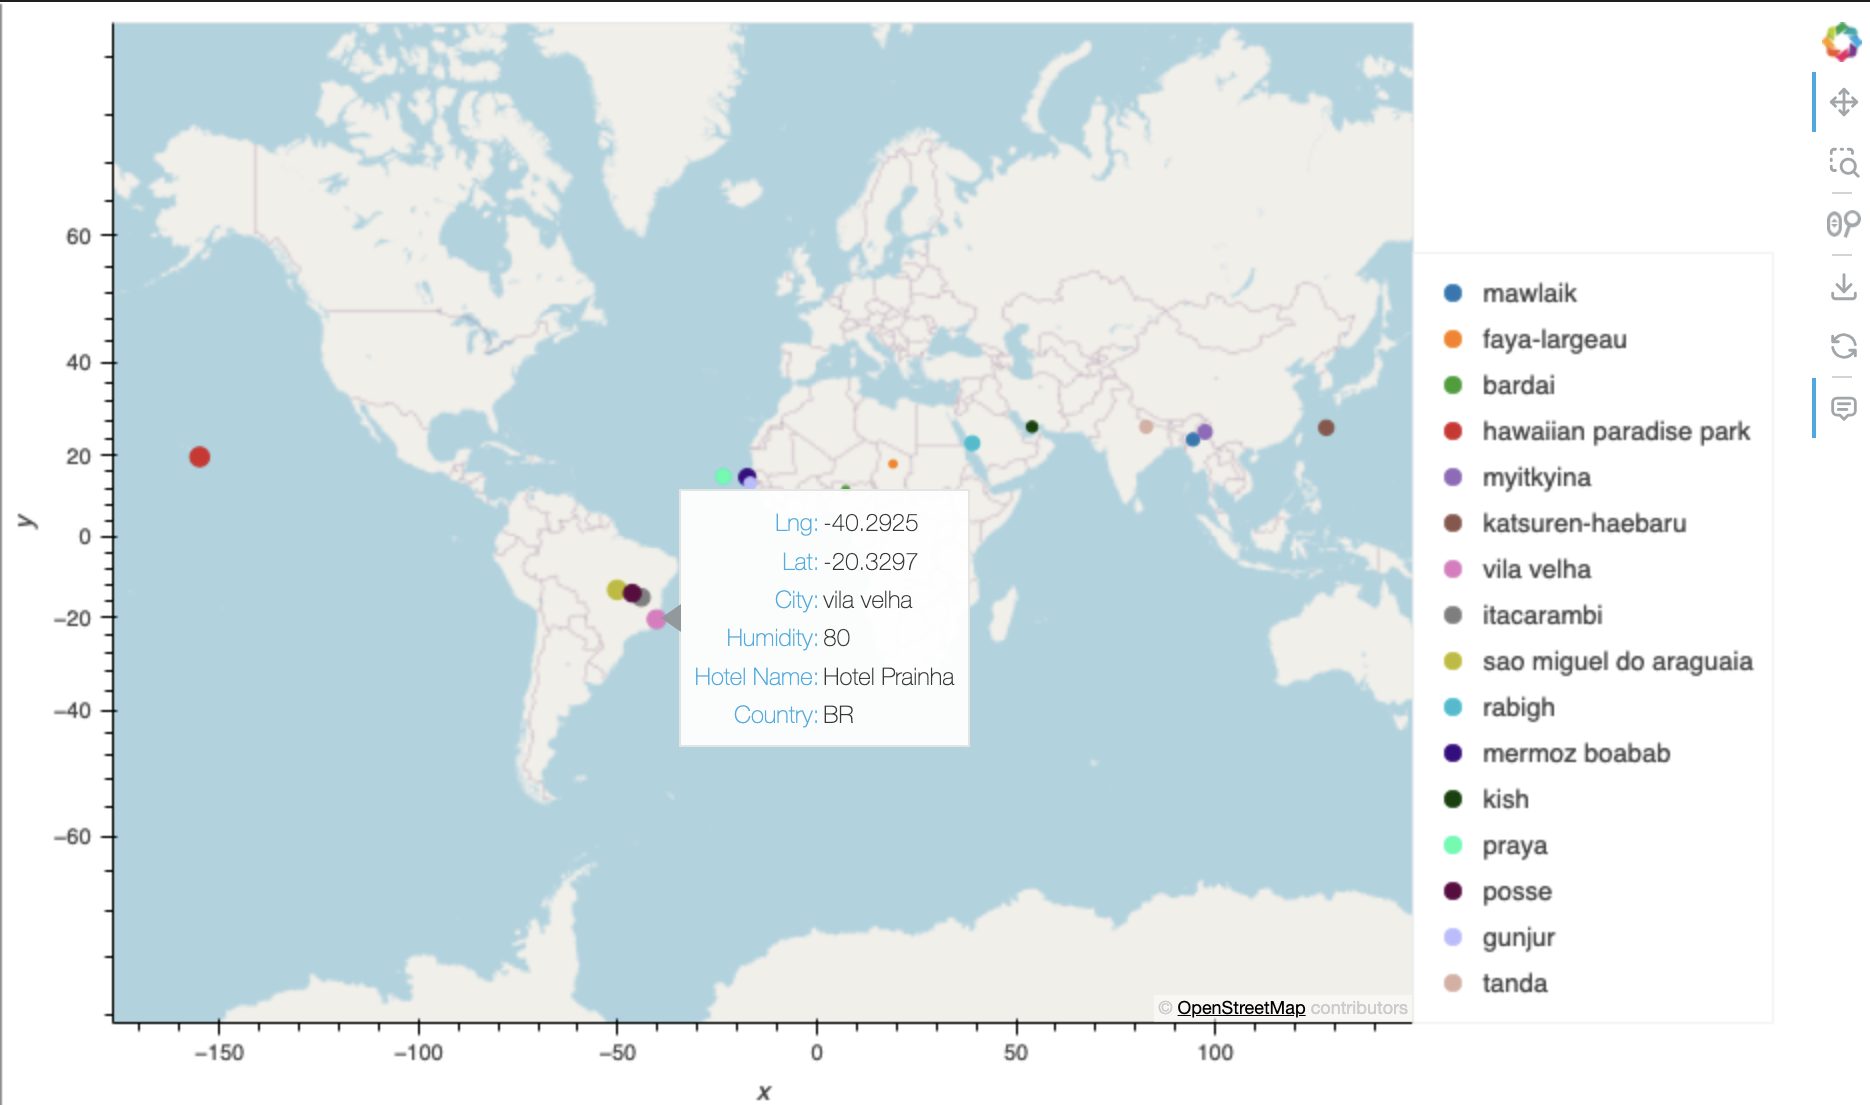 y
60
40
20
0
−20
−40
−60
−150
−100
−50
0
50
100
x
Lng: -40.2925
Lat: -20.3297
City: vila velha
Humidity: 80
Hotel Name: Hotel Prainha
Country: BR
© OpenStreetMap contributors
mawlaik
faya-largeau
bardai
hawaiian paradise park
myitkyina
katsuren-haebaru
vila velha
itacarambi
sao miguel do araguaia
rabigh
mermoz boabab
kish
praya
posse
gunjur
tanda